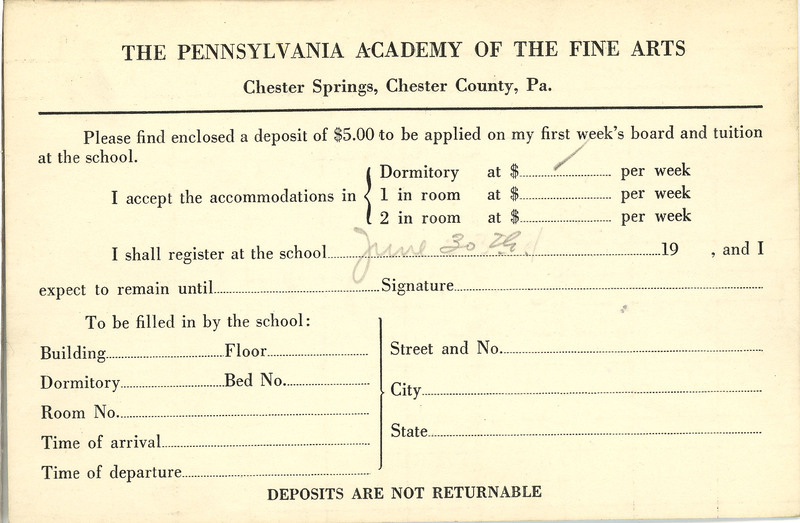 THE PENNSYLVANIA ACADEMY OF THE FINE ARTS
Chester Springs, Chester County, Pa.
Please find enclosed a deposit of $5.00 to be applied on my first week's board and tuition
at the school.
I accept the accommodations in { Dormitory at $ per week
1 in room at $ per week
2 in room at $ per week
I shall register at the school June 30 th. 19 , and I
expect to remain until Signature
To be filled in by the school:
Building Floor
Dormitory Bed No.
Room No.
Time of arrival
Time of departure
Street and No.
City
State
DEPOSITS ARE NOT RETURNABLE